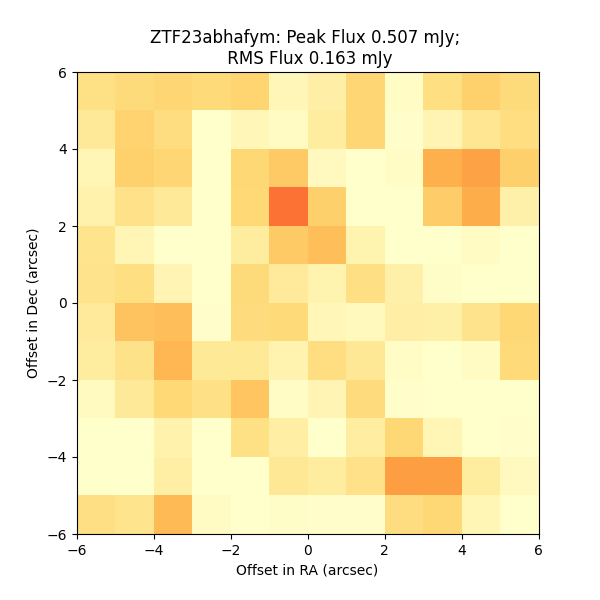 ZTF23abhafym: Peak Flux 0.507 mJy;
RMS Flux 0.163 mJy
6
4
2
0
−2
−4
−6
Offset in Dec (arcsec)
−6 −4 −2 0 2 4 6
Offset in RA (arcsec)